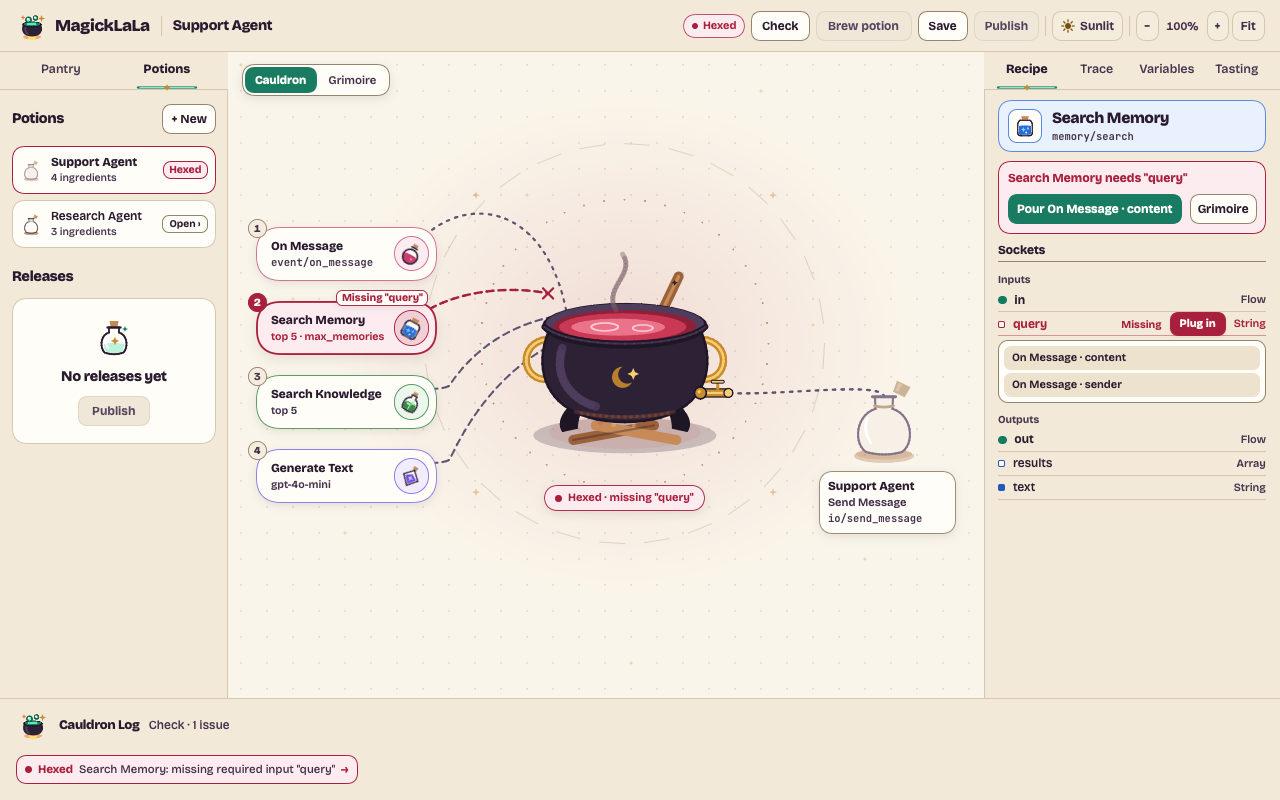 MagickLaLa
Support Agent
Hexed
Check
Brew potion
Save
Publish
Sunlit
−
100%
+
Fit
Pantry
Potions
Potions
+ New
Support Agent
4 ingredients
Hexed
Research Agent
3 ingredients
Open ›
Releases
No releases yet
Publish
Cauldron
Grimoire
1
On Message
event/on_message
2
Missing "query"
Search Memory
top 5 · max_memories
3
Search Knowledge
top 5
4
Generate Text
gpt-4o-mini
Hexed · missing "query"
Support Agent
Send Message
io/send_message
Recipe
Trace
Variables
Tasting
Search Memory
memory/search
Search Memory needs "query"
Pour On Message · content
Grimoire
Sockets
Inputs
in
Flow
query
Missing
Plug in
String
On Message · content
On Message · sender
Outputs
out
Flow
results
Array
text
String
Cauldron Log
Check · 1 issue
Hexed
Search Memory: missing required input "query" →